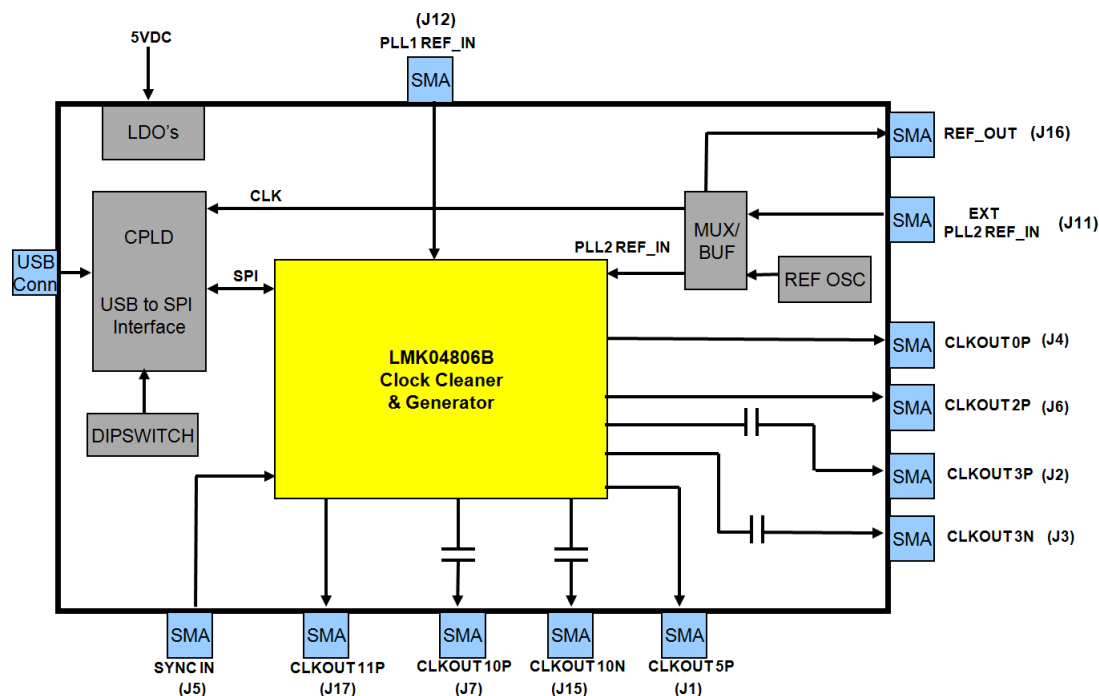 (J12)
PLL1 REF_IN
5VDC
SMA
LDO's
SMA
REF_OUT (J16)
CLK
CPLD
USB to SPI
Interface
MUX/
BUF
SMA
EXT
PLL2 REF_IN
(J11)
PLL2 REF_IN
REF OSC
USB
Conn
SPI
LMK04806B
Clock Cleaner
& Generator
SMA
CLKOUT0P (J4)
SMA
CLKOUT2P (J6)
DIPSWITCH
SMA
CLKOUT3P (J2)
SMA
CLKOUT3N (J3)
SMA
SMA
SMA
SMA
SMA
SYNC IN
CLKOUT11P
CLKOUT10P
CLKOUT10N
CLKOUT5P
(J5)
(J17)
(J7)
(J15)
(J1)